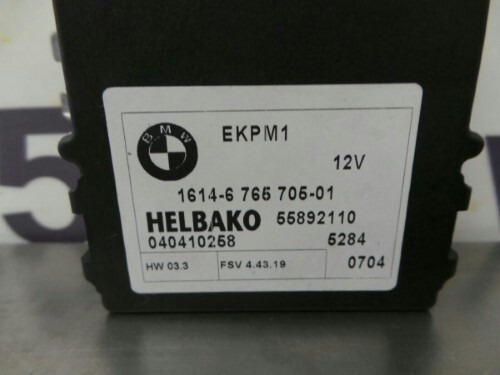 BMW
EKPM1
12V
1614-6 765 705-01
HELBAKO 55892110
040410258 5284
HW 03.3 FSV 4.43.19 0704